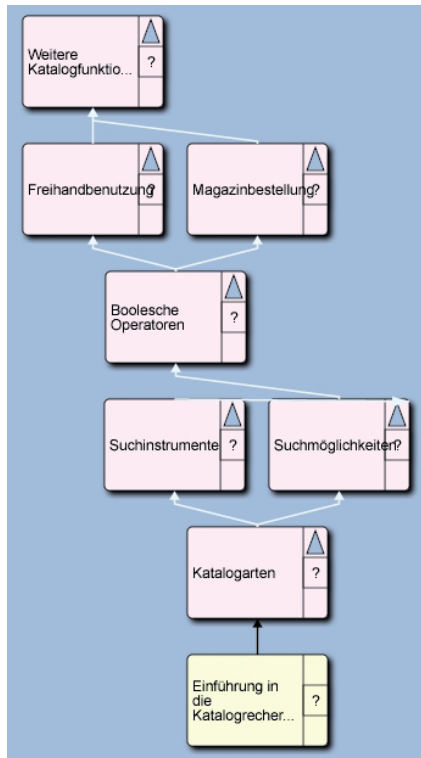 Weitere
Katalogfunktio...
?
Freihandbenutzung
?
Magazinbestellung
?
Boolesche
Operatoren
?
Suchinstrumente
?
Suchmöglichkeiten
?
Katalogarten
?
Einführung in
die
Katalogrecher...
?